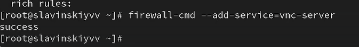 rich rules:
[root@slavinskiyvv ~]# firewall-cmd --add-service=vnc-server
success
[root@slavinskiyvv ~]#